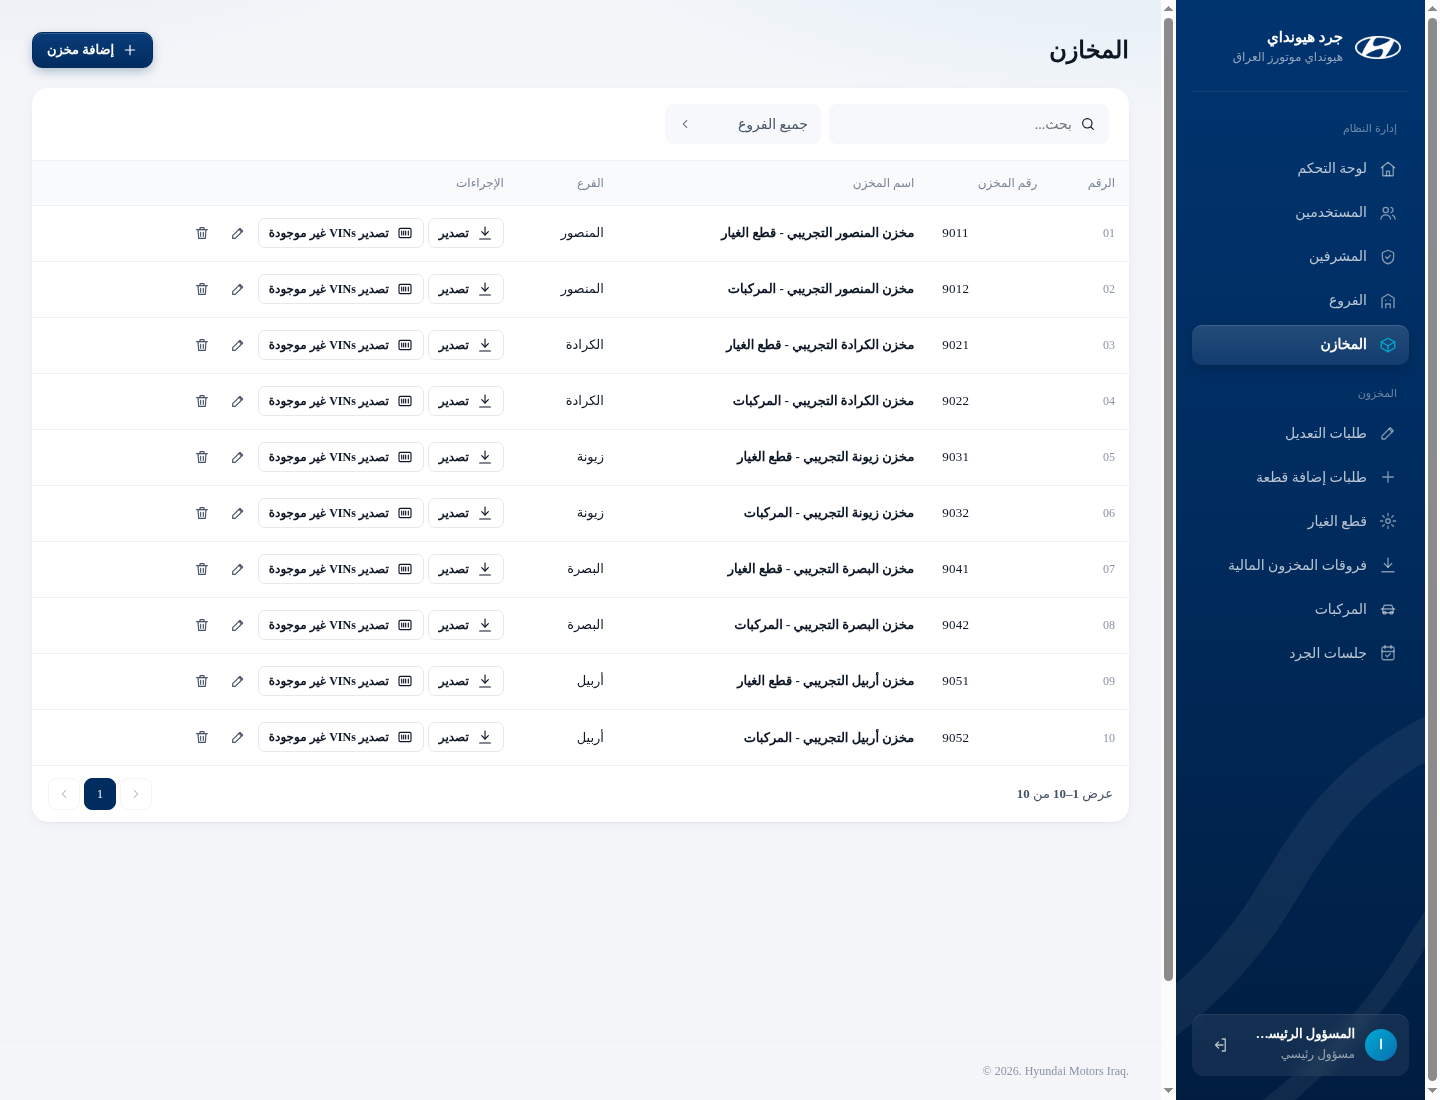 جرد هيونداي
هيونداي موتورز العراق
إدارة النظام
لوحة التحكم
المستخدمين
المشرفين
الفروع
المخازن
المخزون
طلبات التعديل
طلبات إضافة قطعة
قطع الغيار
فروقات المخزون المالية
المركبات
جلسات الجرد
ا
المسؤول الرئيسـ...
مسؤول رئيسي
المخازن
إضافة مخزن
بحث...
جميع الفروع
الرقم رقم المخزن اسم المخزن الفرع الإجراءات
01 9011 مخزن المنصور التجريبي - قطع الغيار المنصور تصدير تصدير VINs غير موجودة
02 9012 مخزن المنصور التجريبي - المركبات المنصور تصدير تصدير VINs غير موجودة
03 9021 مخزن الكرادة التجريبي - قطع الغيار الكرادة تصدير تصدير VINs غير موجودة
04 9022 مخزن الكرادة التجريبي - المركبات الكرادة تصدير تصدير VINs غير موجودة
05 9031 مخزن زيونة التجريبي - قطع الغيار زيونة تصدير تصدير VINs غير موجودة
06 9032 مخزن زيونة التجريبي - المركبات زيونة تصدير تصدير VINs غير موجودة
07 9041 مخزن البصرة التجريبي - قطع الغيار البصرة تصدير تصدير VINs غير موجودة
08 9042 مخزن البصرة التجريبي - المركبات البصرة تصدير تصدير VINs غير موجودة
09 9051 مخزن أربيل التجريبي - قطع الغيار أربيل تصدير تصدير VINs غير موجودة
10 9052 مخزن أربيل التجريبي - المركبات أربيل تصدير تصدير VINs غير موجودة
عرض 1–10 من 10
1
© 2026. Hyundai Motors Iraq.